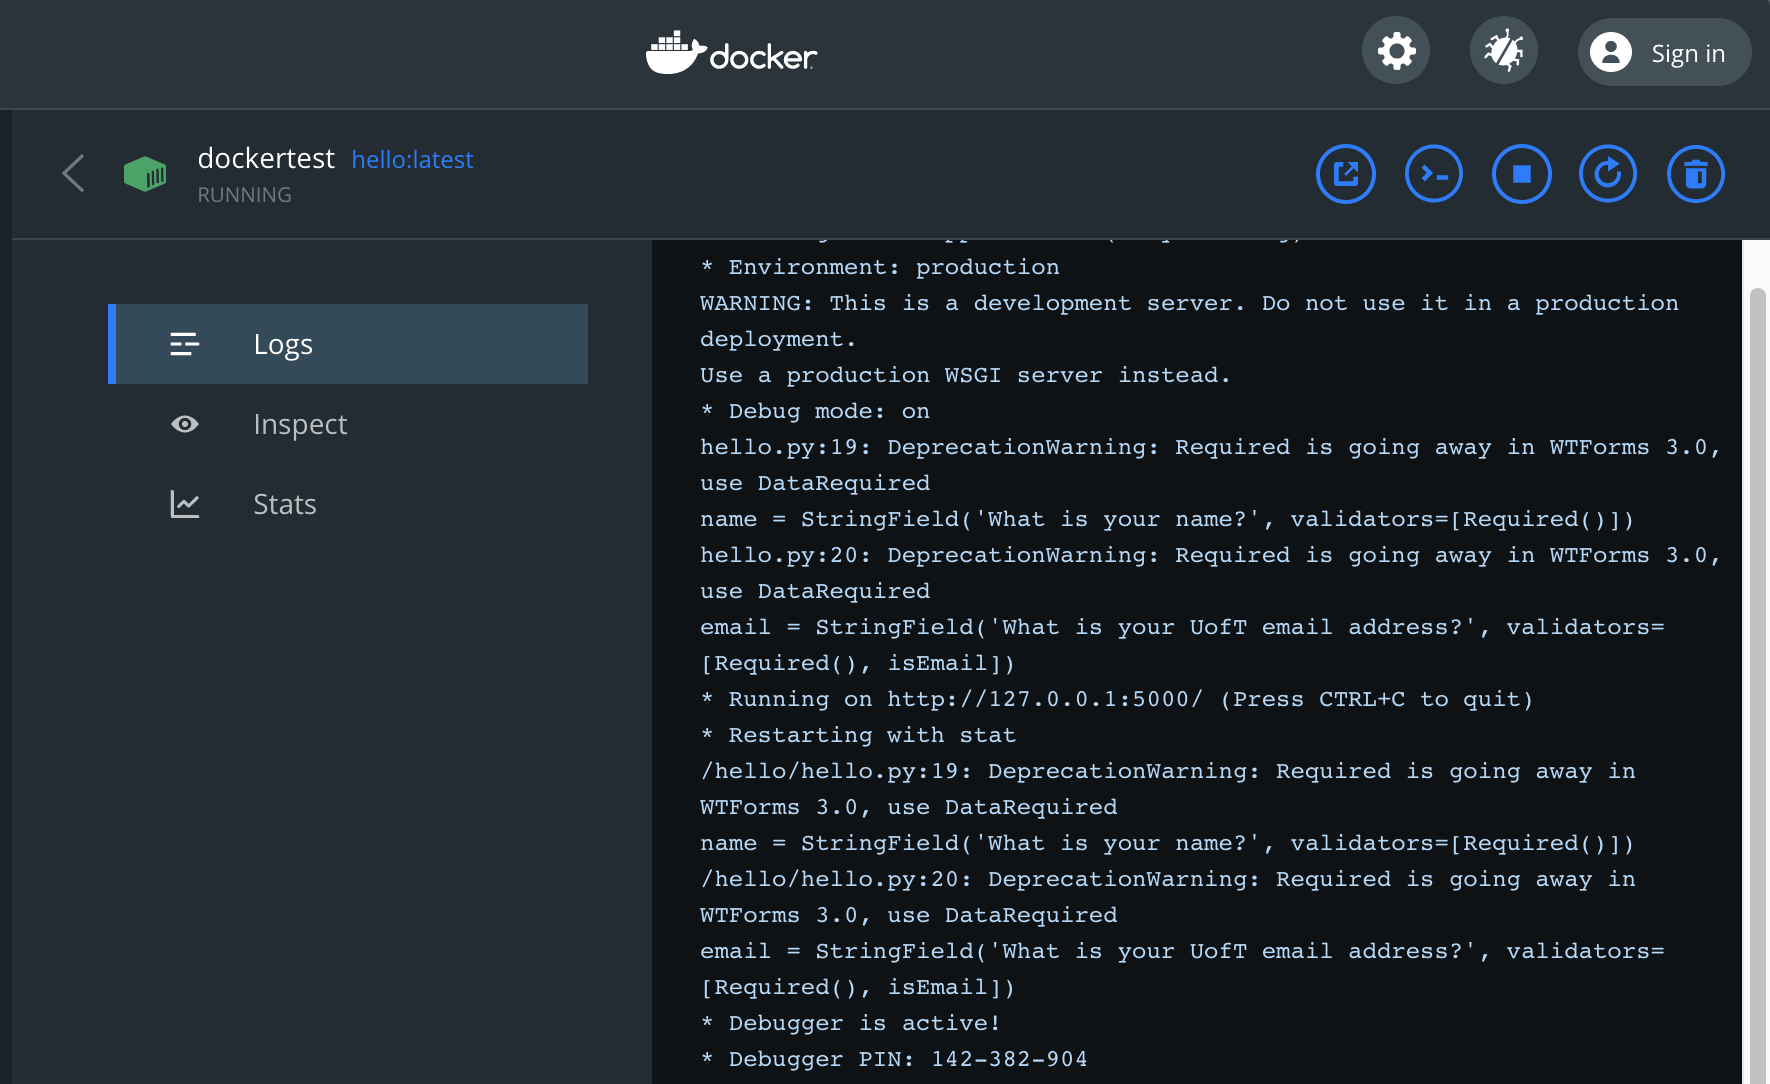 docker
Sign in
dockertest hello:latest
RUNNING
Logs
Inspect
Stats
* Environment: production
WARNING: This is a development server. Do not use it in a production
deployment.
Use a production WSGI server instead.
* Debug mode: on
hello.py:19: DeprecationWarning: Required is going away in WTForms 3.0,
use DataRequired
name = StringField('What is your name?', validators=[Required()])
hello.py:20: DeprecationWarning: Required is going away in WTForms 3.0,
use DataRequired
email = StringField('What is your UofT email address?', validators=
[Required(), isEmail])
* Running on http://127.0.0.1:5000/ (Press CTRL+C to quit)
* Restarting with stat
/hello/hello.py:19: DeprecationWarning: Required is going away in
WTForms 3.0, use DataRequired
name = StringField('What is your name?', validators=[Required()])
/hello/hello.py:20: DeprecationWarning: Required is going away in
WTForms 3.0, use DataRequired
email = StringField('What is your UofT email address?', validators=
[Required(), isEmail])
* Debugger is active!
* Debugger PIN: 142-382-904